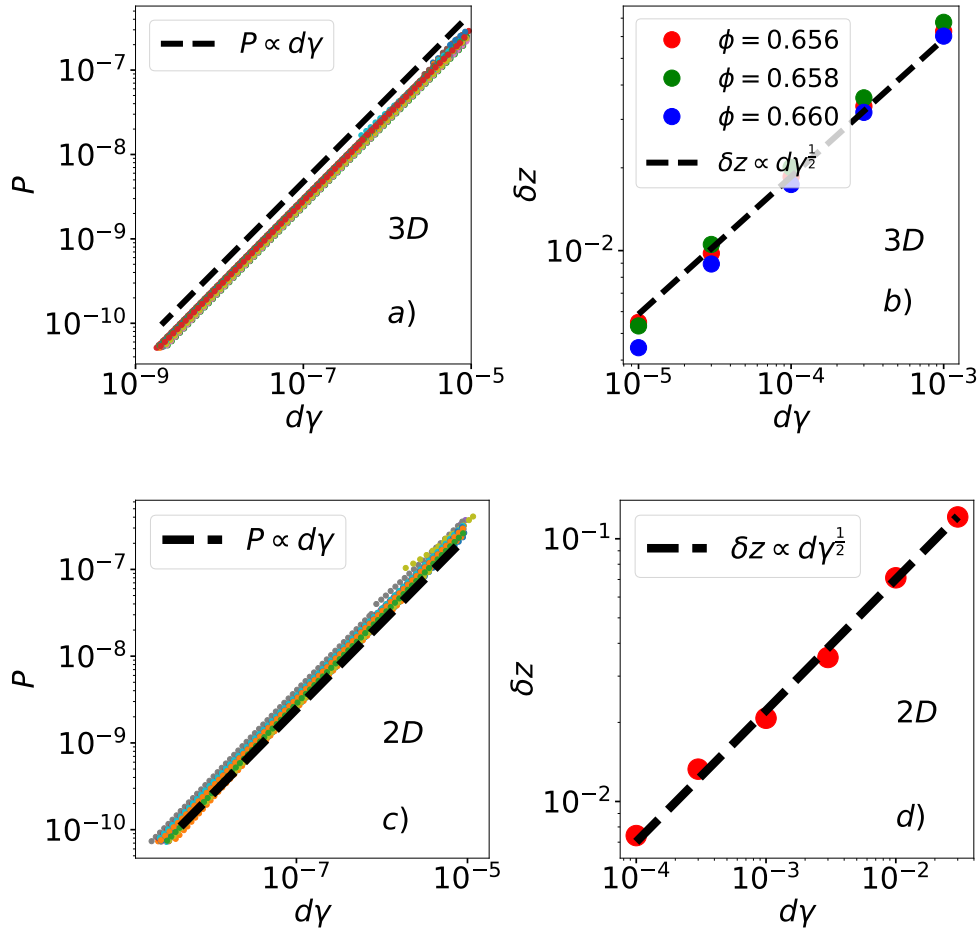 P ∝ dγ
10⁻⁷
10⁻⁸
10⁻⁹
10⁻¹⁰
P
3D
a)
10⁻⁹
10⁻⁷
10⁻⁵
dγ
ϕ = 0.656
ϕ = 0.658
ϕ = 0.660
δz ∝ dγ^{1/2}
10⁻²
δz
3D
b)
10⁻⁵
10⁻⁴
10⁻³
dγ
P ∝ dγ
10⁻⁷
10⁻⁸
10⁻⁹
10⁻¹⁰
P
2D
c)
10⁻⁷
10⁻⁵
dγ
δz ∝ dγ^{1/2}
10⁻¹
10⁻²
δz
2D
d)
10⁻⁴
10⁻³
10⁻²
dγ